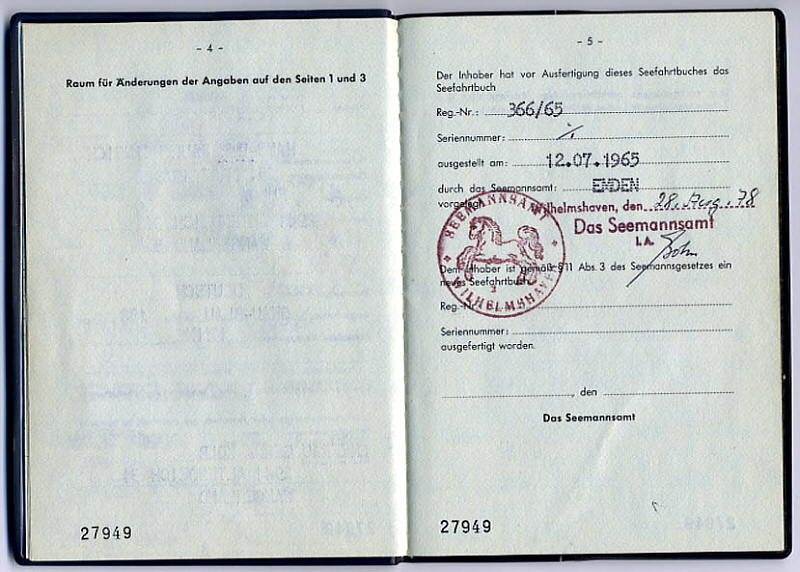 - 4 -
Raum für Änderungen der Angaben auf den Seiten 1 und 3
27949
- 5 -
Der Inhaber hat vor Ausfertigung dieses Seefahrtbuches das
Seefahrtbuch
Reg.-Nr.: 366/65
Seriennummer:
ausgestellt am: 12.07.1965
durch das Seemannsamt: EMDEN
vorgelegt
Wilhelmshaven, den 28. Aug. 78
Das Seemannsamt
I.A.
SEEMANNSAMT
WILHELMSHAVEN
Dem Inhaber ist gemäß § 11 Abs. 3 des Seemannsgesetzes ein
neues Seefahrtbuch
Reg.-Nr.
Seriennummer:
ausgefertigt worden.
, den
Das Seemannsamt
27949